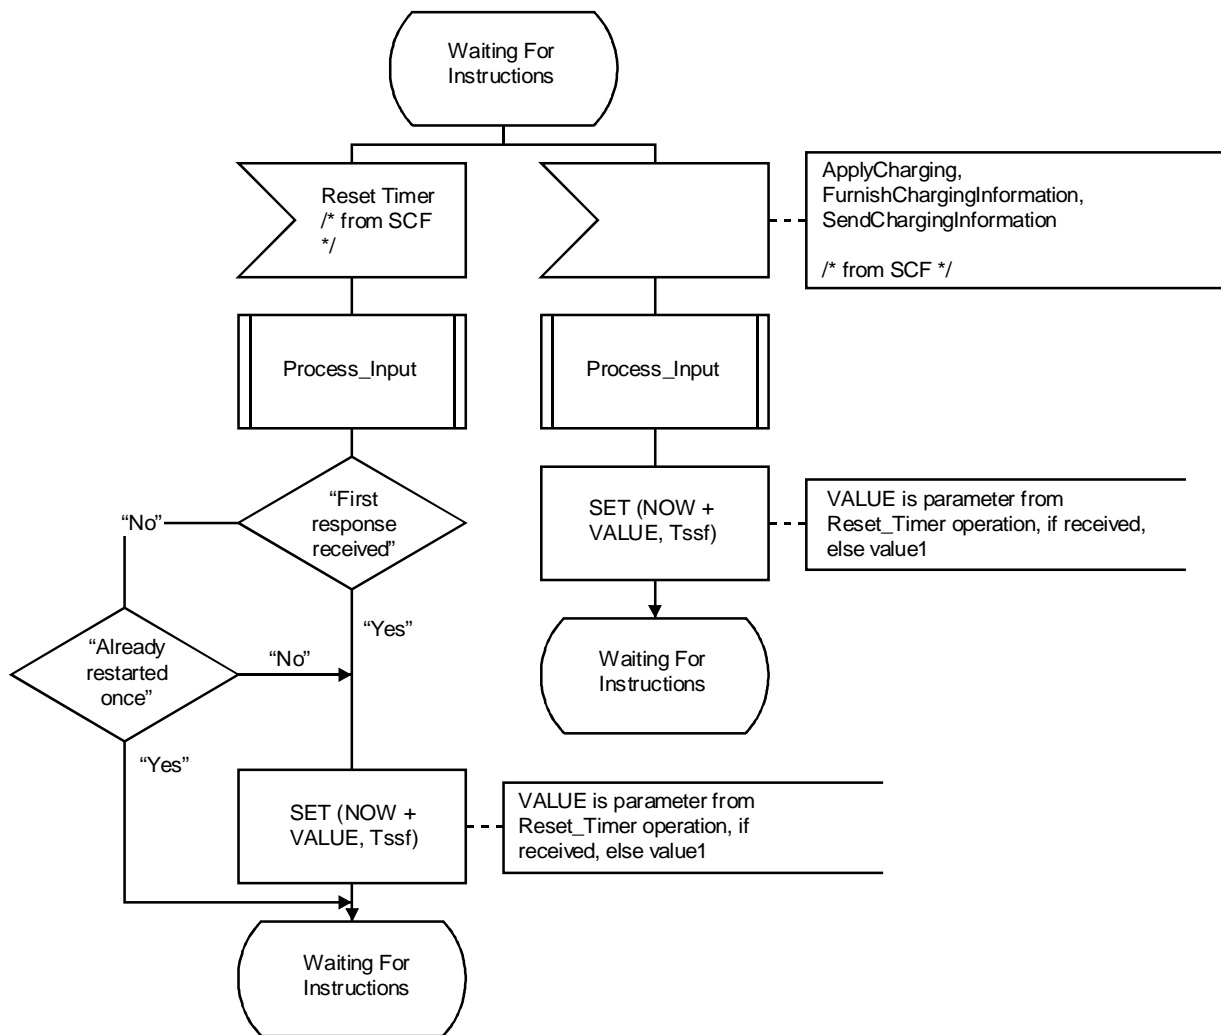 Waiting For
Instructions
Reset Timer
/* from SCF
*/
ApplyCharging,
FurnishChargingInformation,
SendChargingInformation
/* from SCF */
Process_Input
Process_Input
“First
response
received”
“No”
“Yes”
SET (NOW +
VALUE, Tssf)
VALUE is parameter from
Reset_Timer operation, if received,
else value1
“Already
restarted
once”
“No”
“Yes”
Waiting For
Instructions
SET (NOW +
VALUE, Tssf)
VALUE is parameter from
Reset_Timer operation, if
received, else value1
Waiting For
Instructions